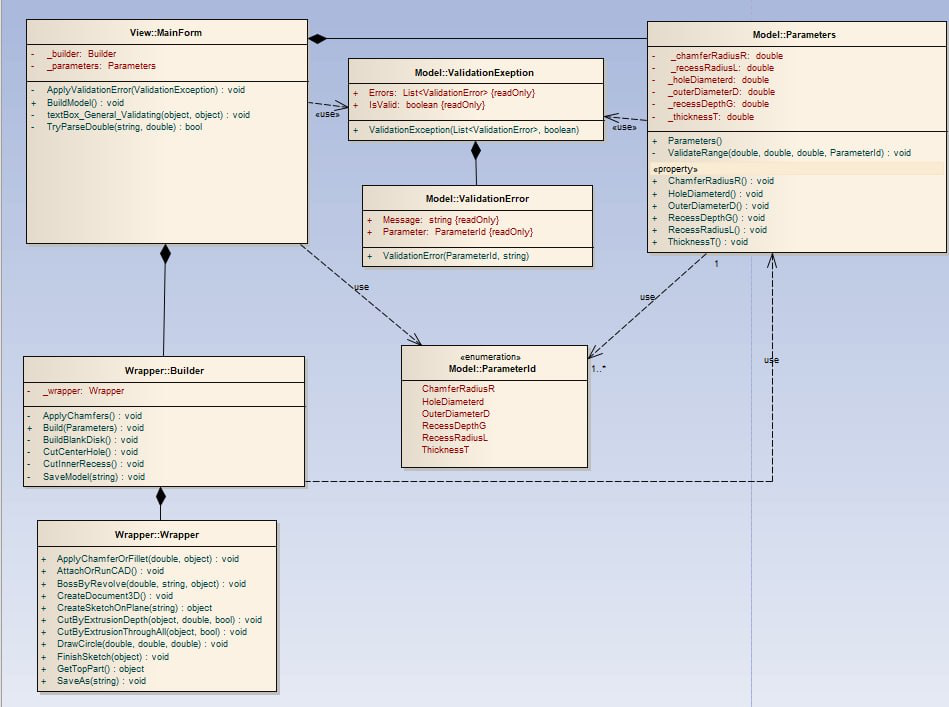 View::MainForm
- _builder: Builder
- _parameters: Parameters
- ApplyValidationError(ValidationException) : void
+ BuildModel() : void
- textBox_General_Validating(object, object) : void
- TryParseDouble(string, double) : bool
Model::ValidationExeption
+ Errors: List<ValidationError> {readOnly}
+ IsValid: boolean {readOnly}
+ ValidationException(List<ValidationError>, boolean)
«use»
«use»
Model::Parameters
- _chamferRadiusR: double
- _recessRadiusL: double
- _holeDiameterd: double
- _outerDiameterD: double
- _recessDepthG: double
- _thicknessT: double
+ Parameters()
- ValidateRange(double, double, double, ParameterId) : void
«property»
+ ChamferRadiusR() : void
+ HoleDiameterd() : void
+ OuterDiameterD() : void
+ RecessDepthG() : void
+ RecessRadiusL() : void
+ ThicknessT() : void
Model::ValidationError
+ Message: string {readOnly}
+ Parameter: ParameterId {readOnly}
+ ValidationError(ParameterId, string)
use
use
1
1..*
use
«enumeration»
Model::ParameterId
ChamferRadiusR
HoleDiameterd
OuterDiameterD
RecessDepthG
RecessRadiusL
ThicknessT
Wrapper::Builder
- _wrapper: Wrapper
- ApplyChamfers() : void
+ Build(Parameters) : void
- BuildBlankDisk() : void
- CutCenterHole() : void
- CutInnerRecess() : void
- SaveModel(string) : void
Wrapper::Wrapper
+ ApplyChamferOrFillet(double, object) : void
+ AttachOrRunCAD() : void
+ BossByRevolve(double, string, object) : void
+ CreateDocument3D() : void
+ CreateSketchOnPlane(string) : object
+ CutByExtrusionDepth(object, double, bool) : void
+ CutByExtrusionThroughAll(object, bool) : void
+ DrawCircle(double, double, double) : void
+ FinishSketch(object) : void
+ GetTopPart() : object
+ SaveAs(string) : void